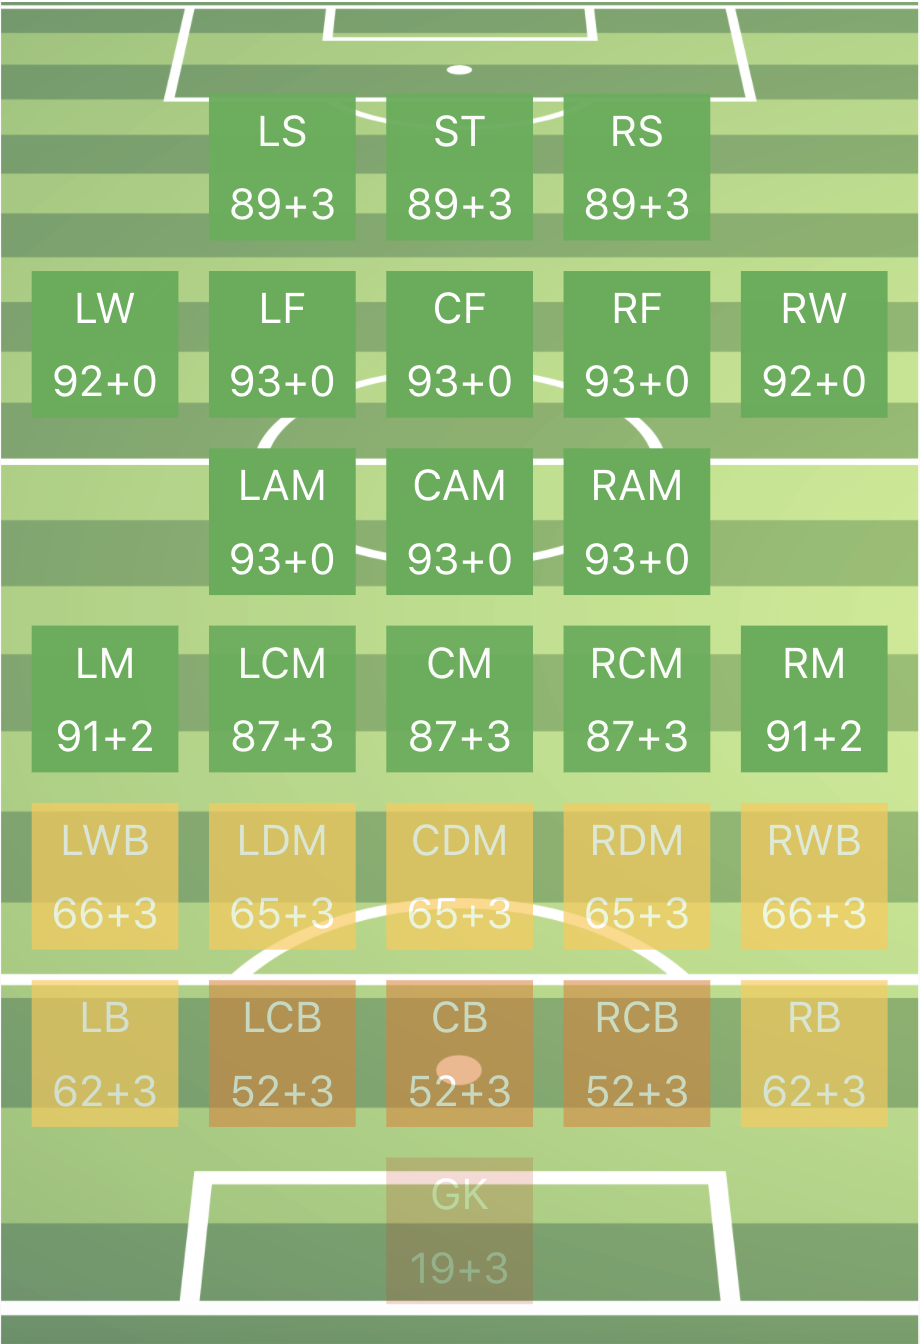 LS ST RS
89+3 89+3 89+3
LW LF CF RF RW
92+0 93+0 93+0 93+0 92+0
LAM CAM RAM
93+0 93+0 93+0
LM LCM CM RCM RM
91+2 87+3 87+3 87+3 91+2
LWB LDM CDM RDM RWB
66+3 65+3 65+3 65+3 66+3
LB LCB CB RCB RB
62+3 52+3 52+3 52+3 62+3
GK
19+3